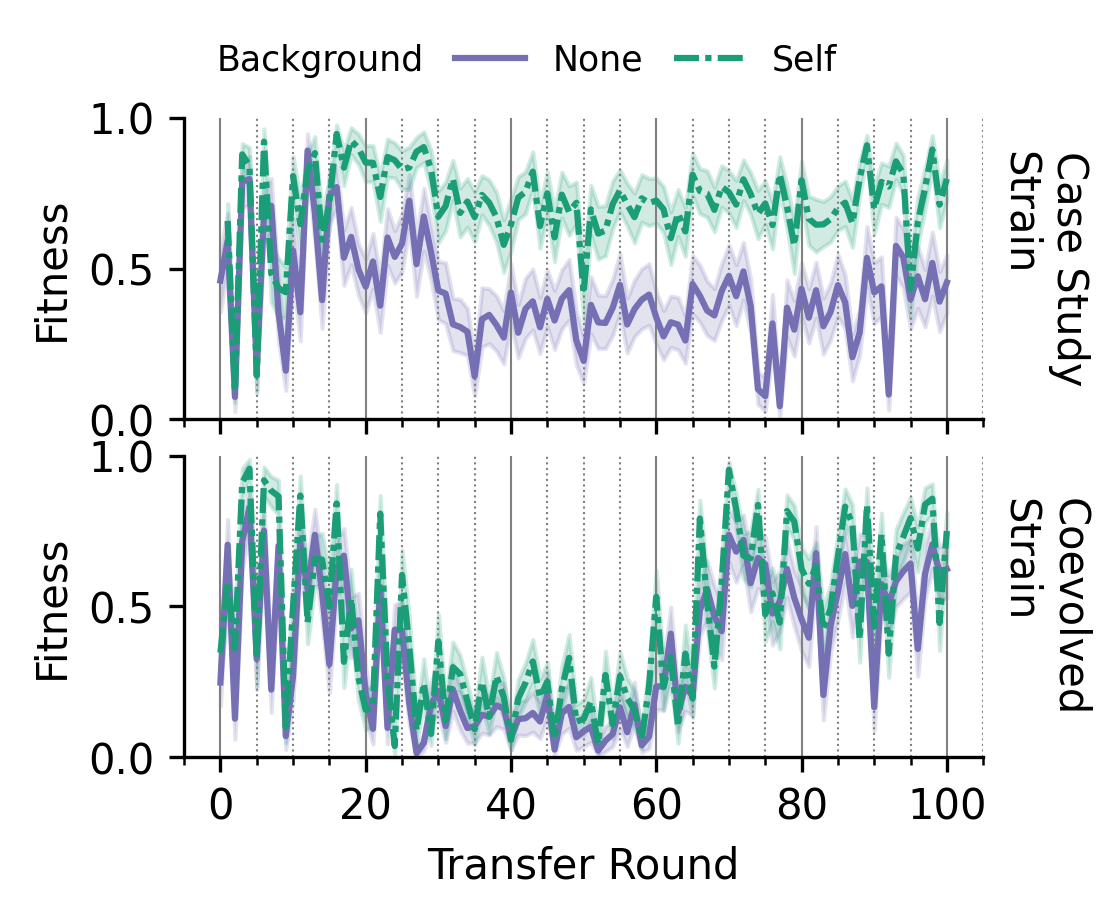 Background None Self
1.0
0.5
0.0
Fitness
Case Study
Strain
1.0
0.5
0.0
Fitness
Coevolved
Strain
0 20 40 60 80 100
Transfer Round